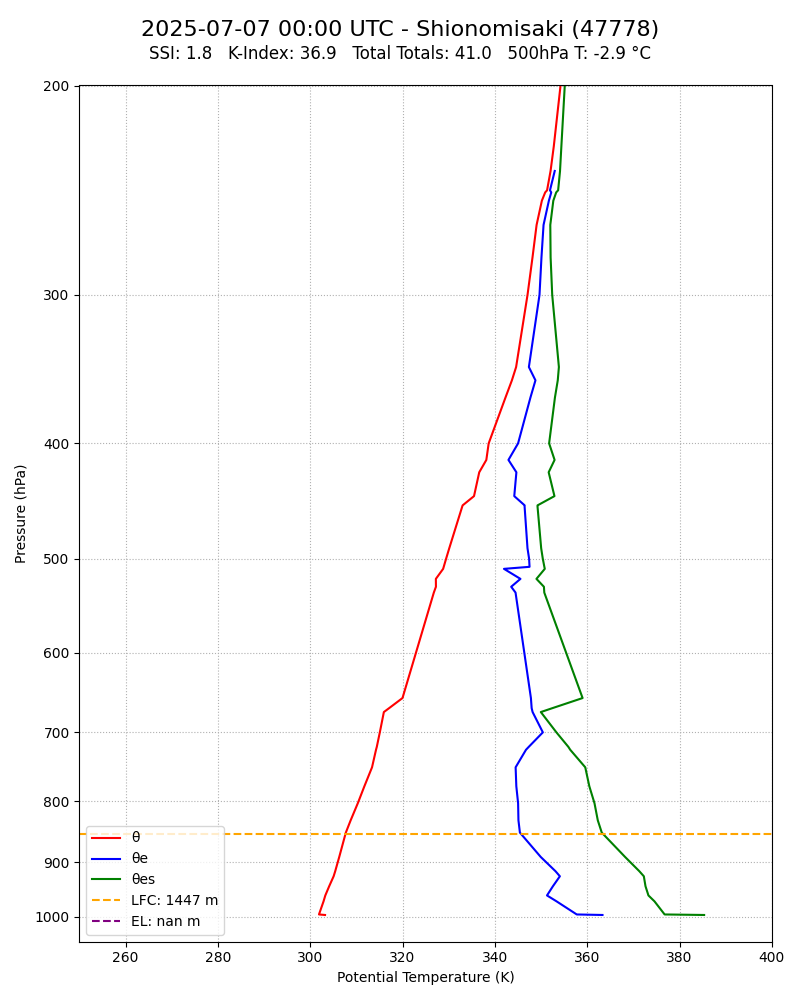 2025-07-07 00:00 UTC - Shionomisaki (47778)
SSI: 1.8   K-Index: 36.9   Total Totals: 41.0   500hPa T: -2.9 °C
200
300
400
500
600
700
800
900
1000
Pressure (hPa)
θ
θe
θes
LFC: 1447 m
EL: nan m
260 280 300 320 340 360 380 400
Potential Temperature (K)